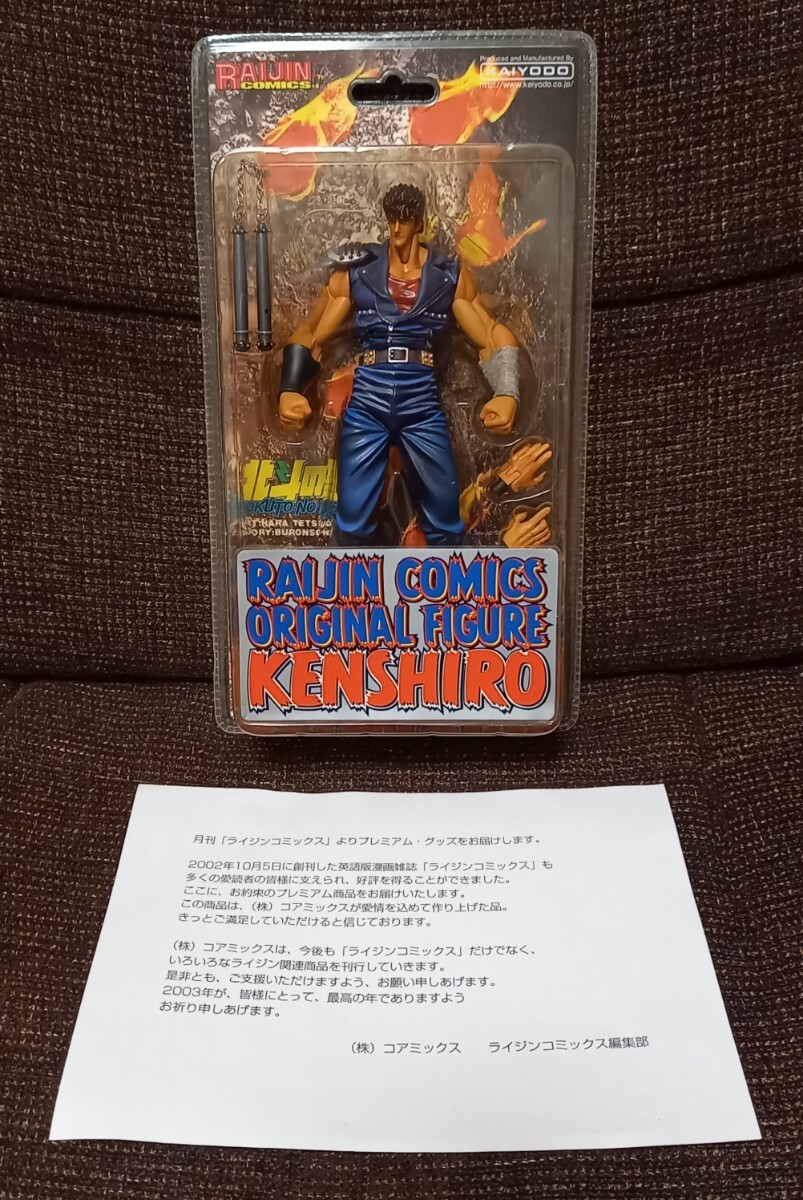 RAIJIN
COMICS
Produced and Manufactured By
KAIYODO
http://www.kaiyodo.co.jp/
北斗の
HARA TETSU
BURONSON
RAIJIN COMICS
ORIGINAL FIGURE
KENSHIRO
月刊「ライジンコミックス」よりプレミアム・グッズをお届けします。
2002年10月5日に創刊した英語版漫画雑誌「ライジンコミックス」も
多くの愛読者の皆様に支えられ、好評を得ることができました。
ここに、お約束のプレミアム商品をお届けいたします。
この商品は、（株）コアミックスが愛情を込めて作り上げた品。
きっとご満足していただけると信じております。
（株）コアミックスは、今後も「ライジンコミックス」だけでなく、
いろいろなライジン関連商品を刊行していきます。
是非とも、ご支援いただけますよう、お願い申しあげます。
2003年が、皆様にとって、最高の年でありますよう
お祈り申しあげます。
（株）コアミックス　　ライジンコミックス編集部